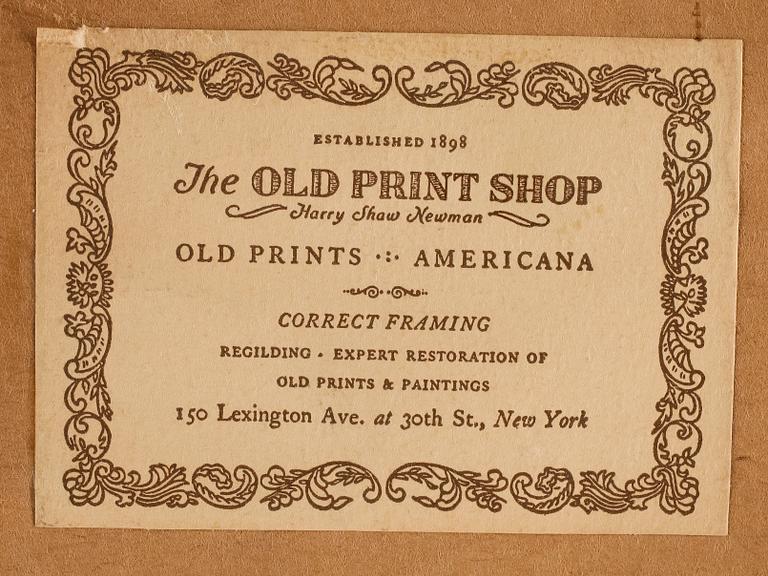 ESTABLISHED 1898
The OLD PRINT SHOP
Harry Shaw Newman
OLD PRINTS ·:· AMERICANA
CORRECT FRAMING
REGILDING · EXPERT RESTORATION OF
OLD PRINTS & PAINTINGS
150 Lexington Ave. at 30th St., New York